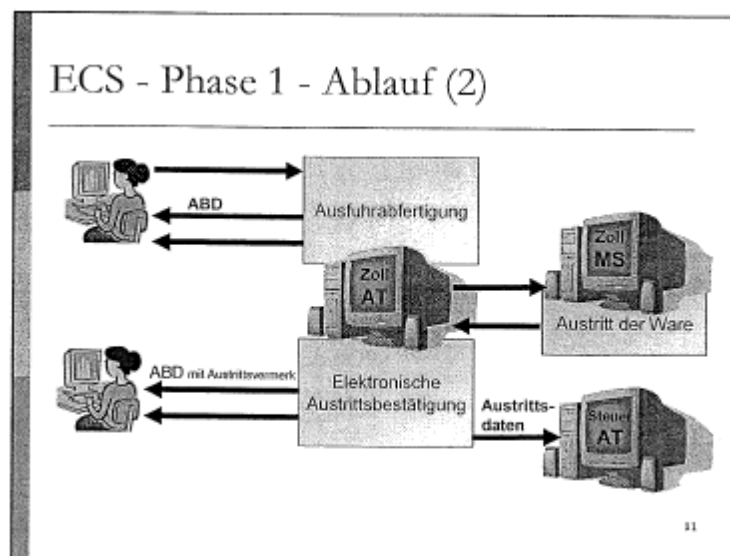 ECS - Phase 1 - Ablauf (2)
ABD
Ausfuhrabfertigung
Zoll
AT
Zoll
MS
Austritt der Ware
ABD mit Austrittsvermerk
Elektronische
Austrittsbestätigung
Austritts-
daten
Steuer
AT
11